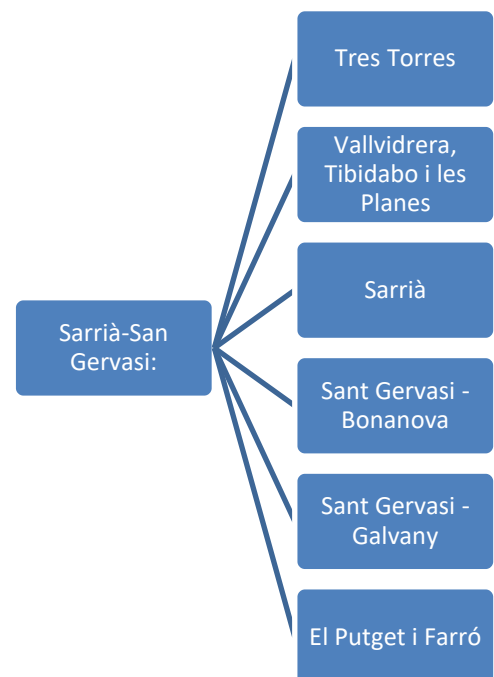 Tres Torres
Vallvidrera,
Tibidabo i les
Planes
Sarrià
Sarrià-San
Gervasi:
Sant Gervasi -
Bonanova
Sant Gervasi -
Galvany
El Putget i Farró